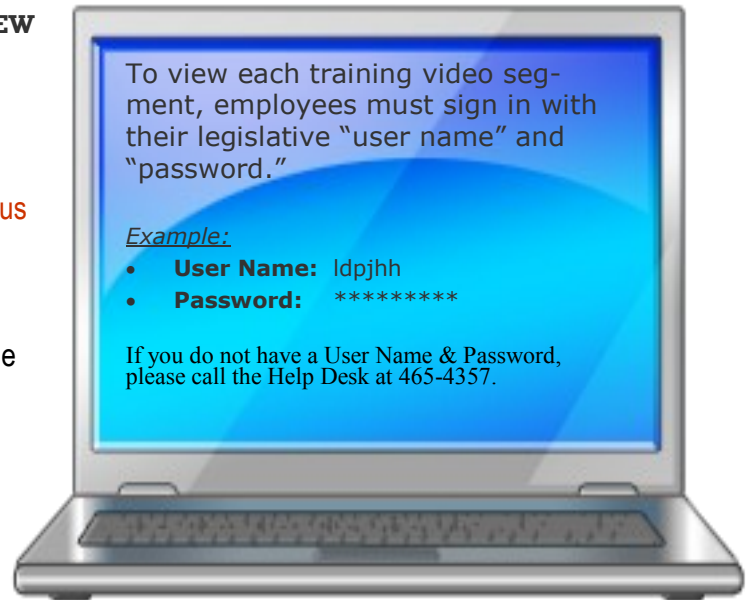 EW
To view each training video seg-
ment, employees must sign in with
their legislative “user name” and
“password.”
us
Example:
• User Name: ldpjhh
• Password: *********
e
If you do not have a User Name & Password,
please call the Help Desk at 465-4357.